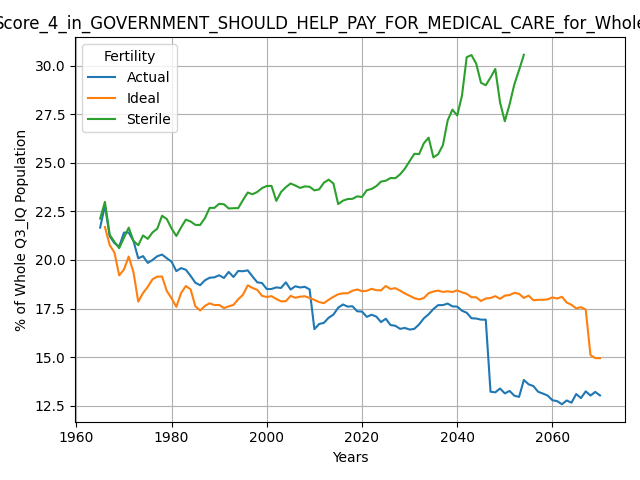 Score_4_in_GOVERNMENT_SHOULD_HELP_PAY_FOR_MEDICAL_CARE_for_Whole
Fertility
Actual
Ideal
Sterile
% of Whole Q3_IQ Population
30.0
27.5
25.0
22.5
20.0
17.5
15.0
12.5
1960
1980
2000
2020
2040
2060
Years